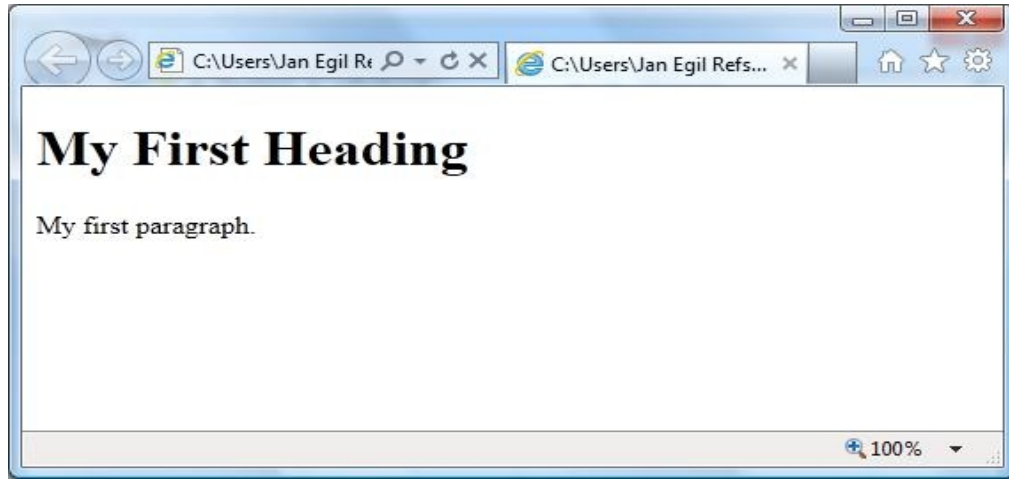 C:\Users\Jan Egil Re
C:\Users\Jan Egil Refs...
My First Heading
My first paragraph.
100%